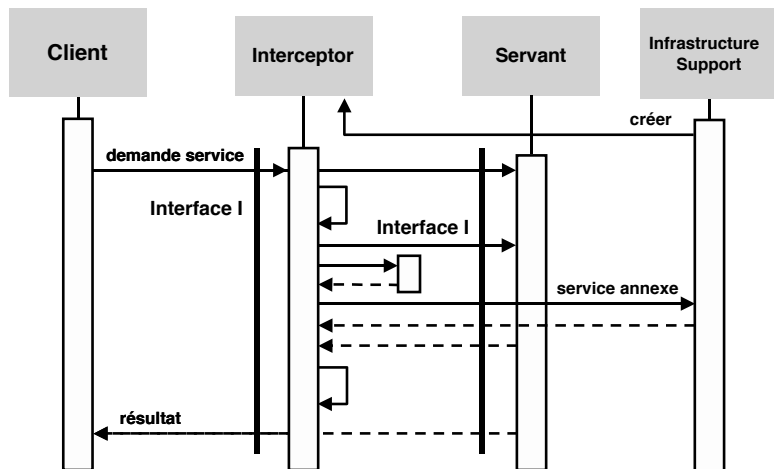 Client
Interceptor
Servant
Infrastructure
Support
créer
demande service
Interface I
Interface I
service annexe
résultat